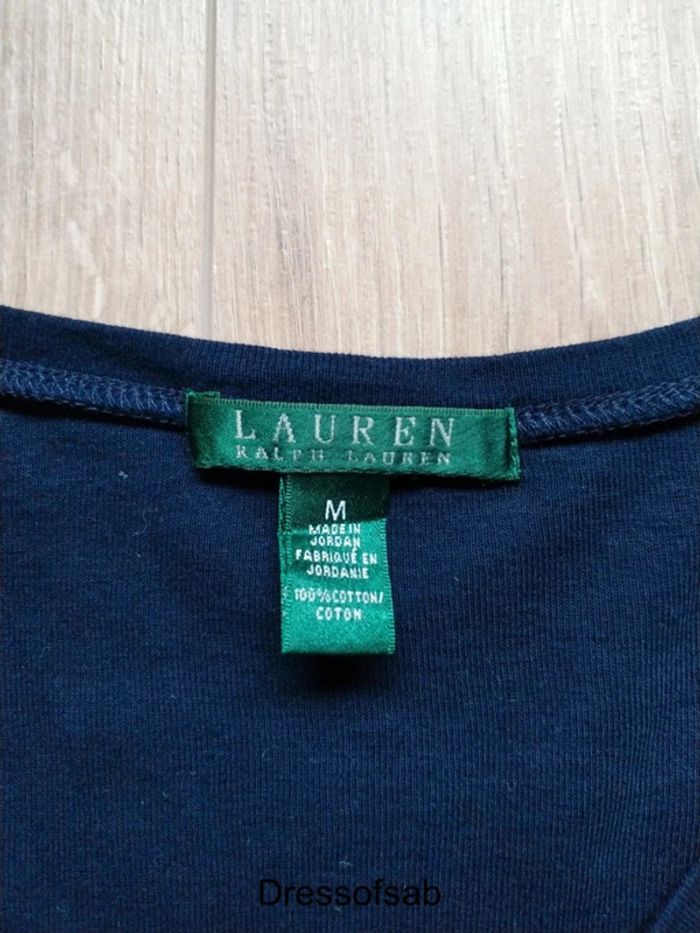 LAUREN
RALPH LAUREN
M
MADE IN
JORDAN
FABRIQUÉ EN
JORDANIE
100%COTTON/
COTON
Dressofsab